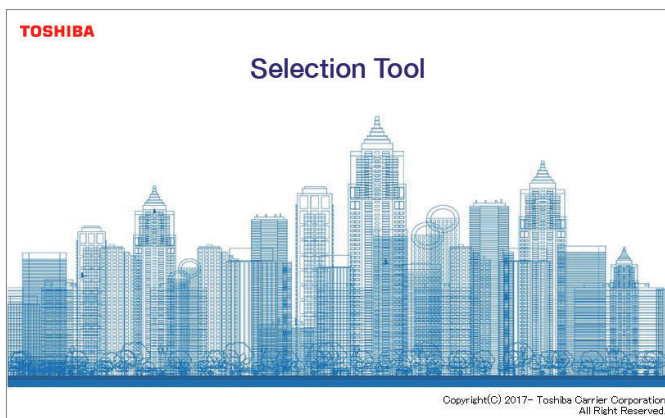 TOSHIBA
Selection Tool
Copyright(C) 2017- Toshiba Carrier Corporation
All Right Reserved.